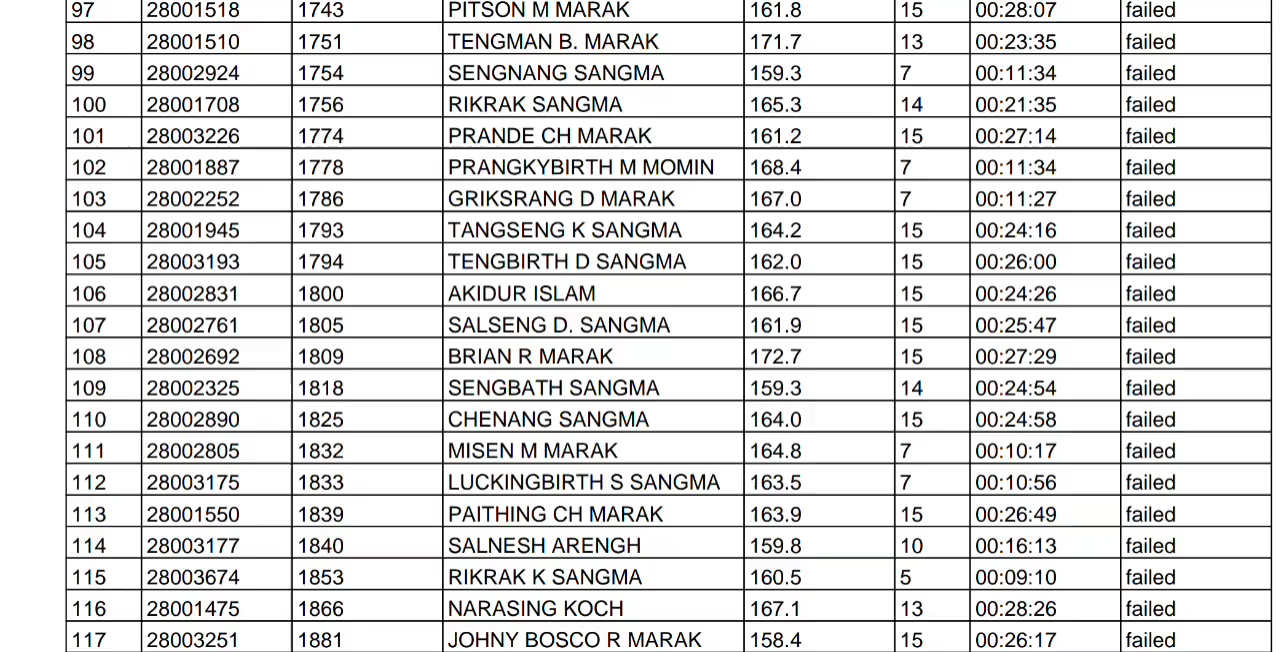 97 28001518 1743 PITSON M MARAK 161.8 15 00:28:07 failed
98 28001510 1751 TENGMAN B. MARAK 171.7 13 00:23:35 failed
99 28002924 1754 SENGNANG SANGMA 159.3 7 00:11:34 failed
100 28001708 1756 RIKRAK SANGMA 165.3 14 00:21:35 failed
101 28003226 1774 PRANDE CH MARAK 161.2 15 00:27:14 failed
102 28001887 1778 PRANGKYBIRTH M MOMIN 168.4 7 00:11:34 failed
103 28002252 1786 GRIKSRANG D MARAK 167.0 7 00:11:27 failed
104 28001945 1793 TANGSENG K SANGMA 164.2 15 00:24:16 failed
105 28003193 1794 TENGBIRTH D SANGMA 162.0 15 00:26:00 failed
106 28002831 1800 AKIDUR ISLAM 166.7 15 00:24:26 failed
107 28002761 1805 SALSENG D. SANGMA 161.9 15 00:25:47 failed
108 28002692 1809 BRIAN R MARAK 172.7 15 00:27:29 failed
109 28002325 1818 SENGBATH SANGMA 159.3 14 00:24:54 failed
110 28002890 1825 CHENANG SANGMA 164.0 15 00:24:58 failed
111 28002805 1832 MISEN M MARAK 164.8 7 00:10:17 failed
112 28003175 1833 LUCKINGBIRTH S SANGMA 163.5 7 00:10:56 failed
113 28001550 1839 PAITHING CH MARAK 163.9 15 00:26:49 failed
114 28003177 1840 SALNESH ARENGH 159.8 10 00:16:13 failed
115 28003674 1853 RIKRAK K SANGMA 160.5 5 00:09:10 failed
116 28001475 1866 NARASING KOCH 167.1 13 00:28:26 failed
117 28003251 1881 JOHNY BOSCO R MARAK 158.4 15 00:26:17 failed